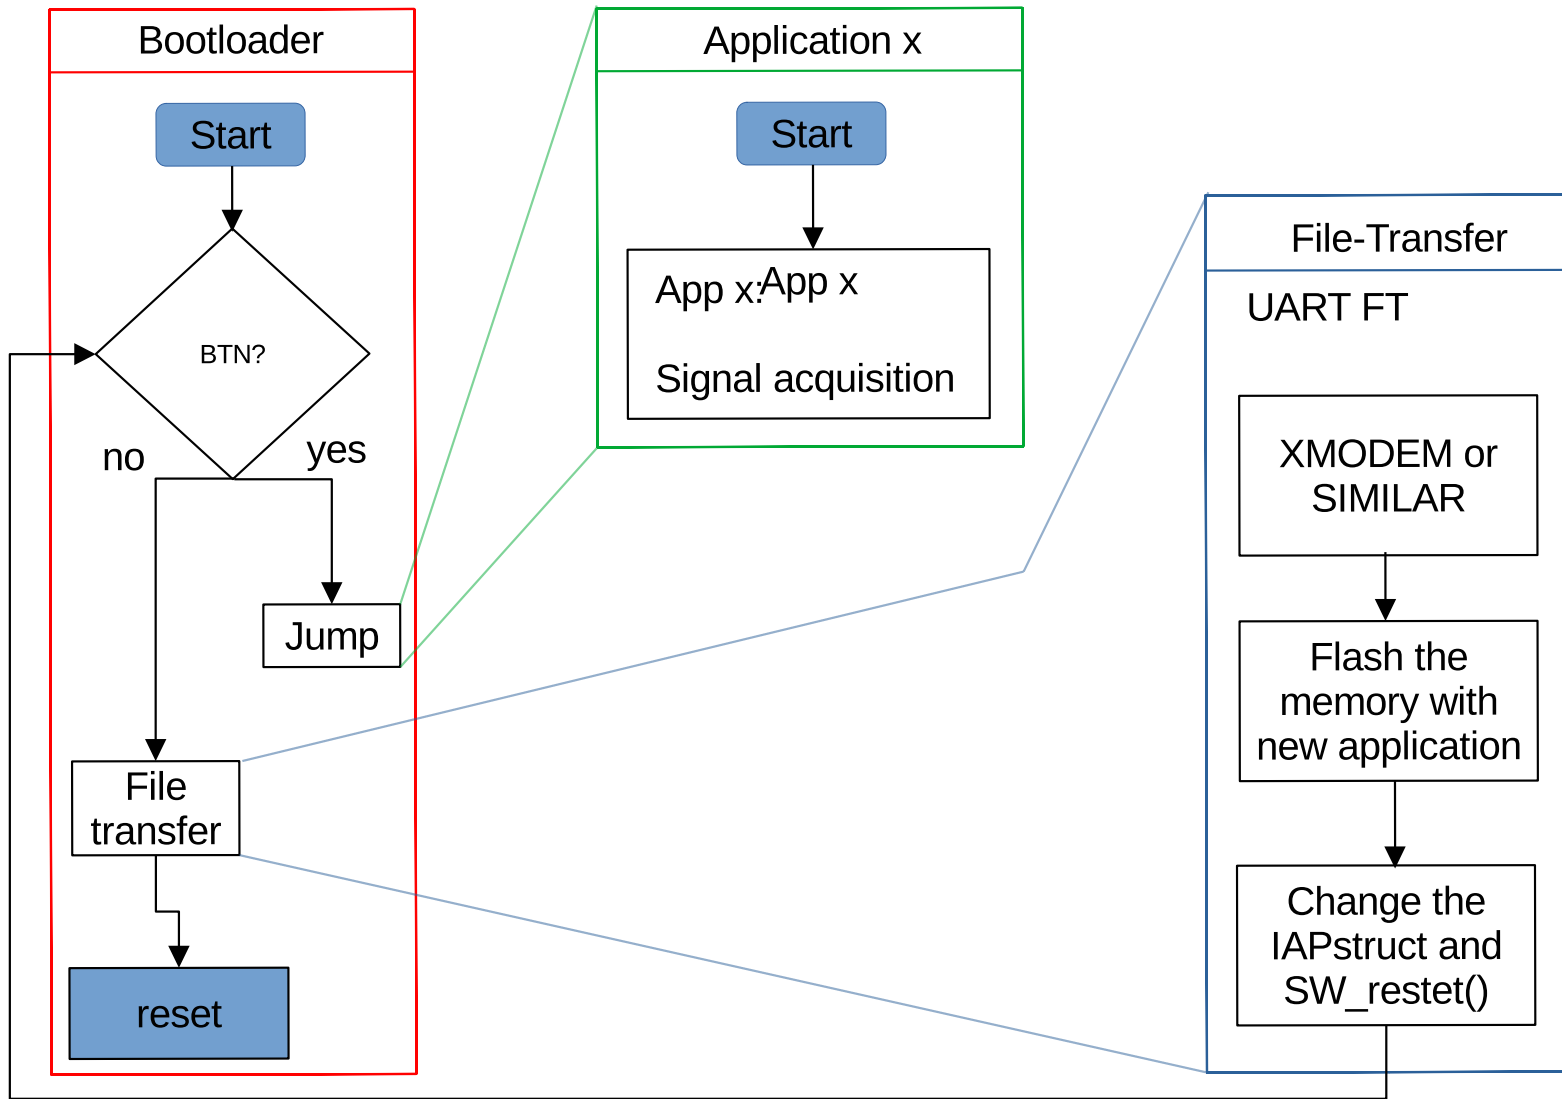 Bootloader
Start
BTN?
no
yes
Jump
File
transfer
reset
Application x
Start
App x:
App x
Signal acquisition
File-Transfer
UART FT
XMODEM or
SIMILAR
Flash the
memory with
new application
Change the
IAPstruct and
SW_restet()